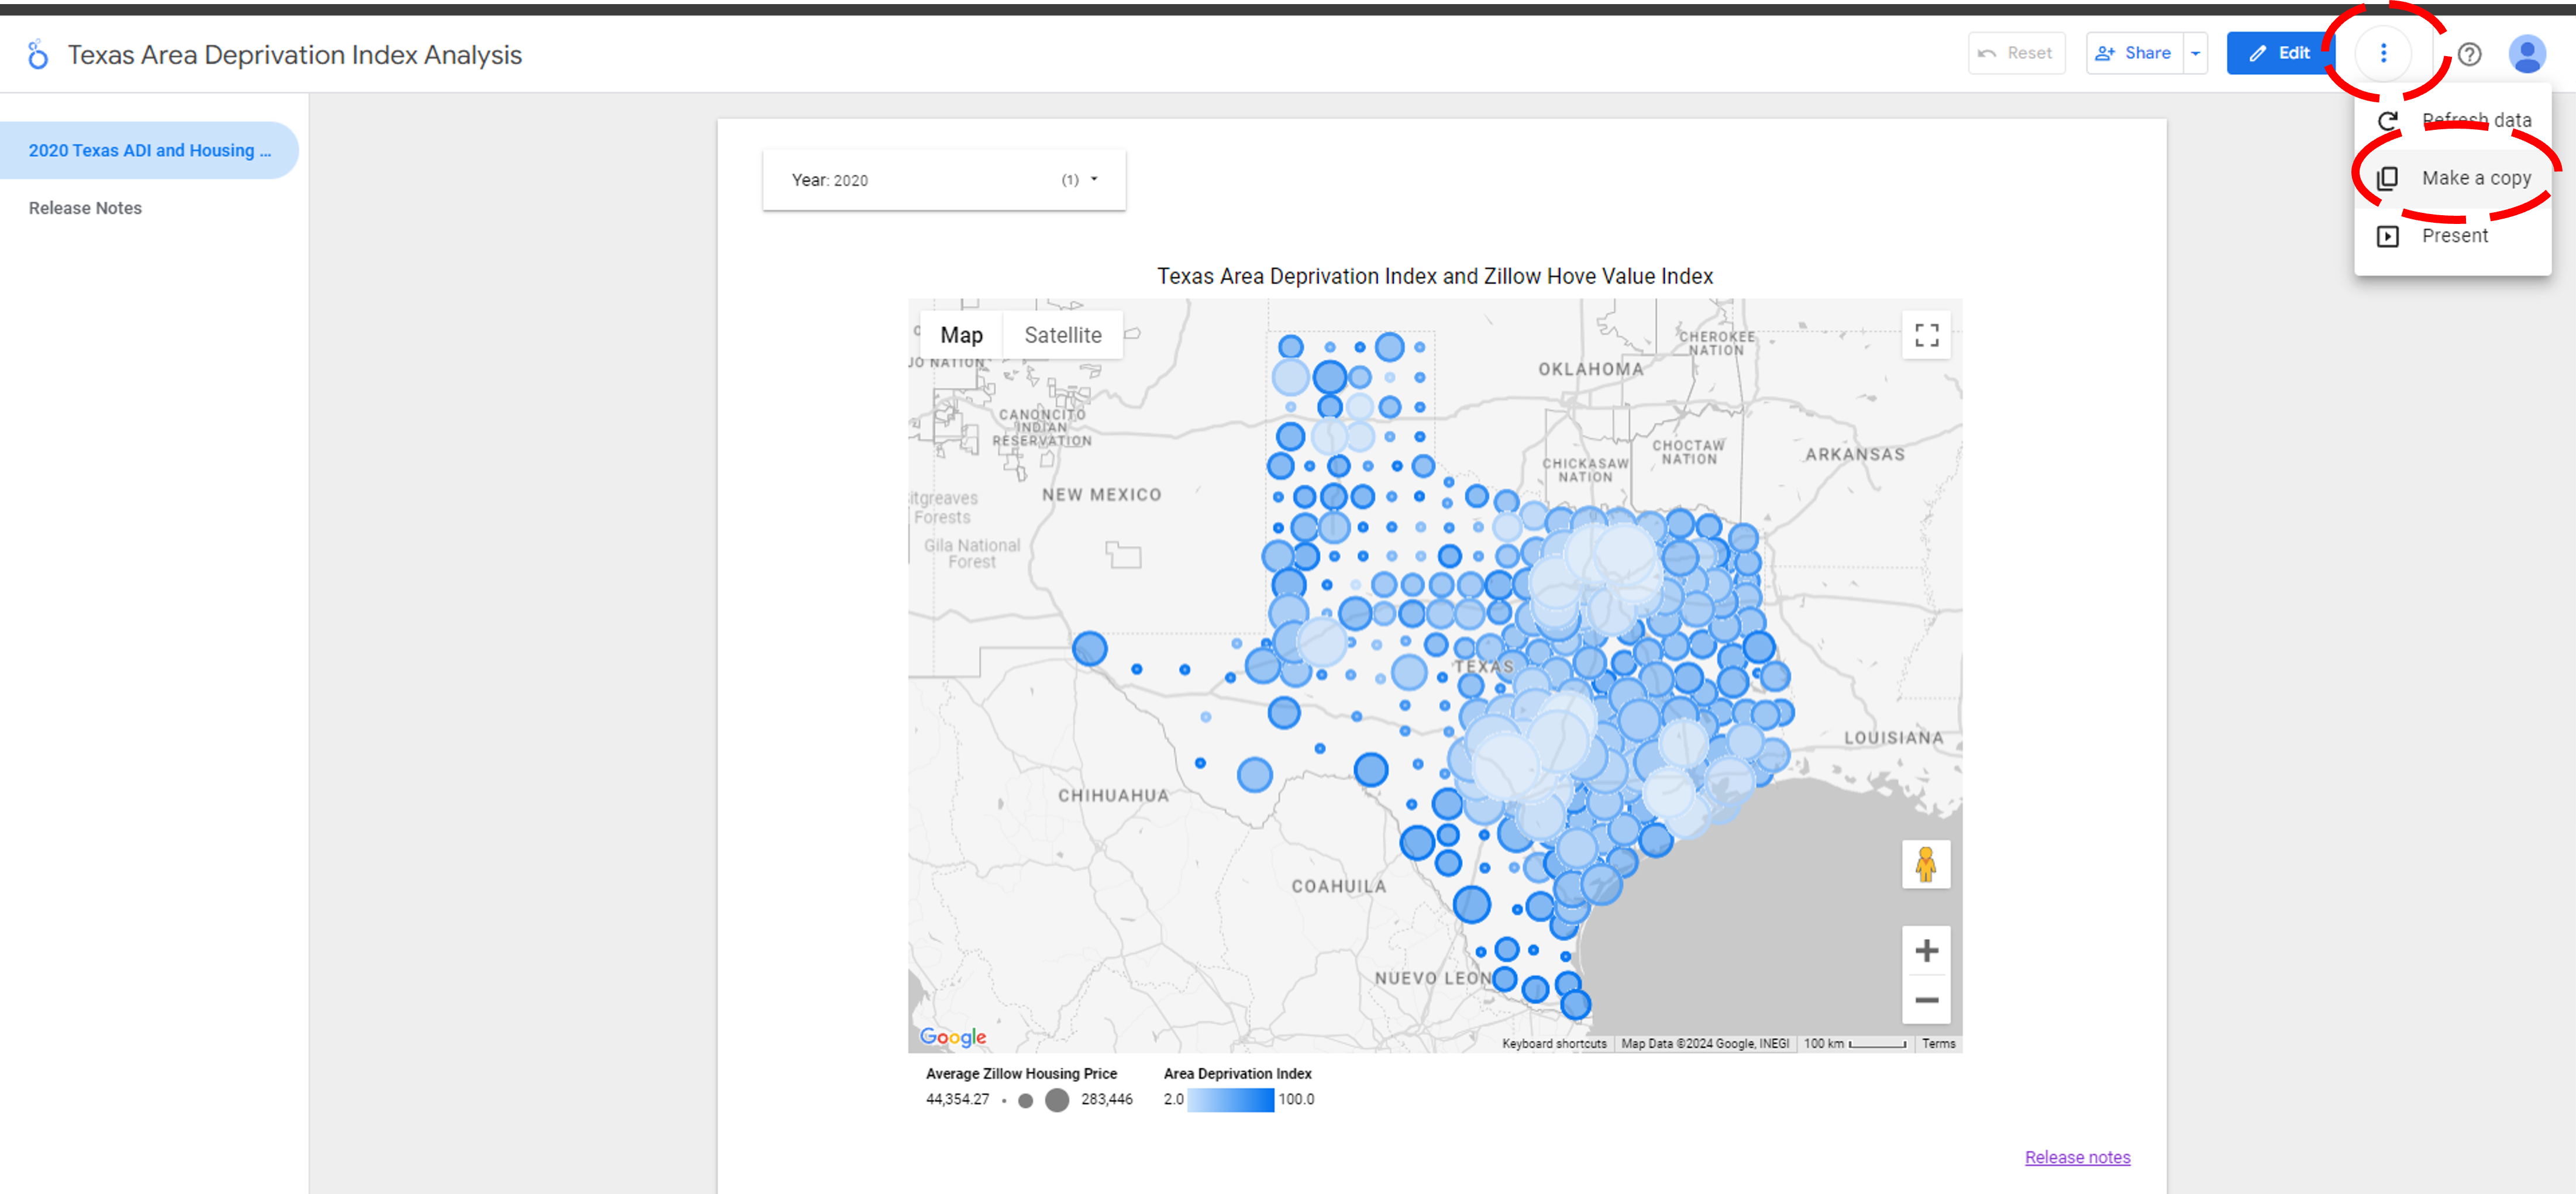 Texas Area Deprivation Index Analysis
Reset
Share
Edit
Refresh data
Make a copy
Present
2020 Texas ADI and Housing ...
Release Notes
Year: 2020 (1)
Texas Area Deprivation Index and Zillow Hove Value Index
Map Satellite
JO NATION
CHEROKEE
NATION
OKLAHOMA
CANONCITO
INDIAN
RESERVATION
CHOCTAW
NATION
ARKANSAS
CHICKASAW
NATION
NEW MEXICO
itgreaves
Forests
Gila National
Forest
TEXAS
LOUISIANA
CHIHUAHUA
COAHUILA
NUEVO LEON
Google
Keyboard shortcuts Map Data ©2024 Google, INEGI 100 km Terms
Average Zillow Housing Price Area Deprivation Index
44,354.27 283,446 2.0 100.0
Release notes